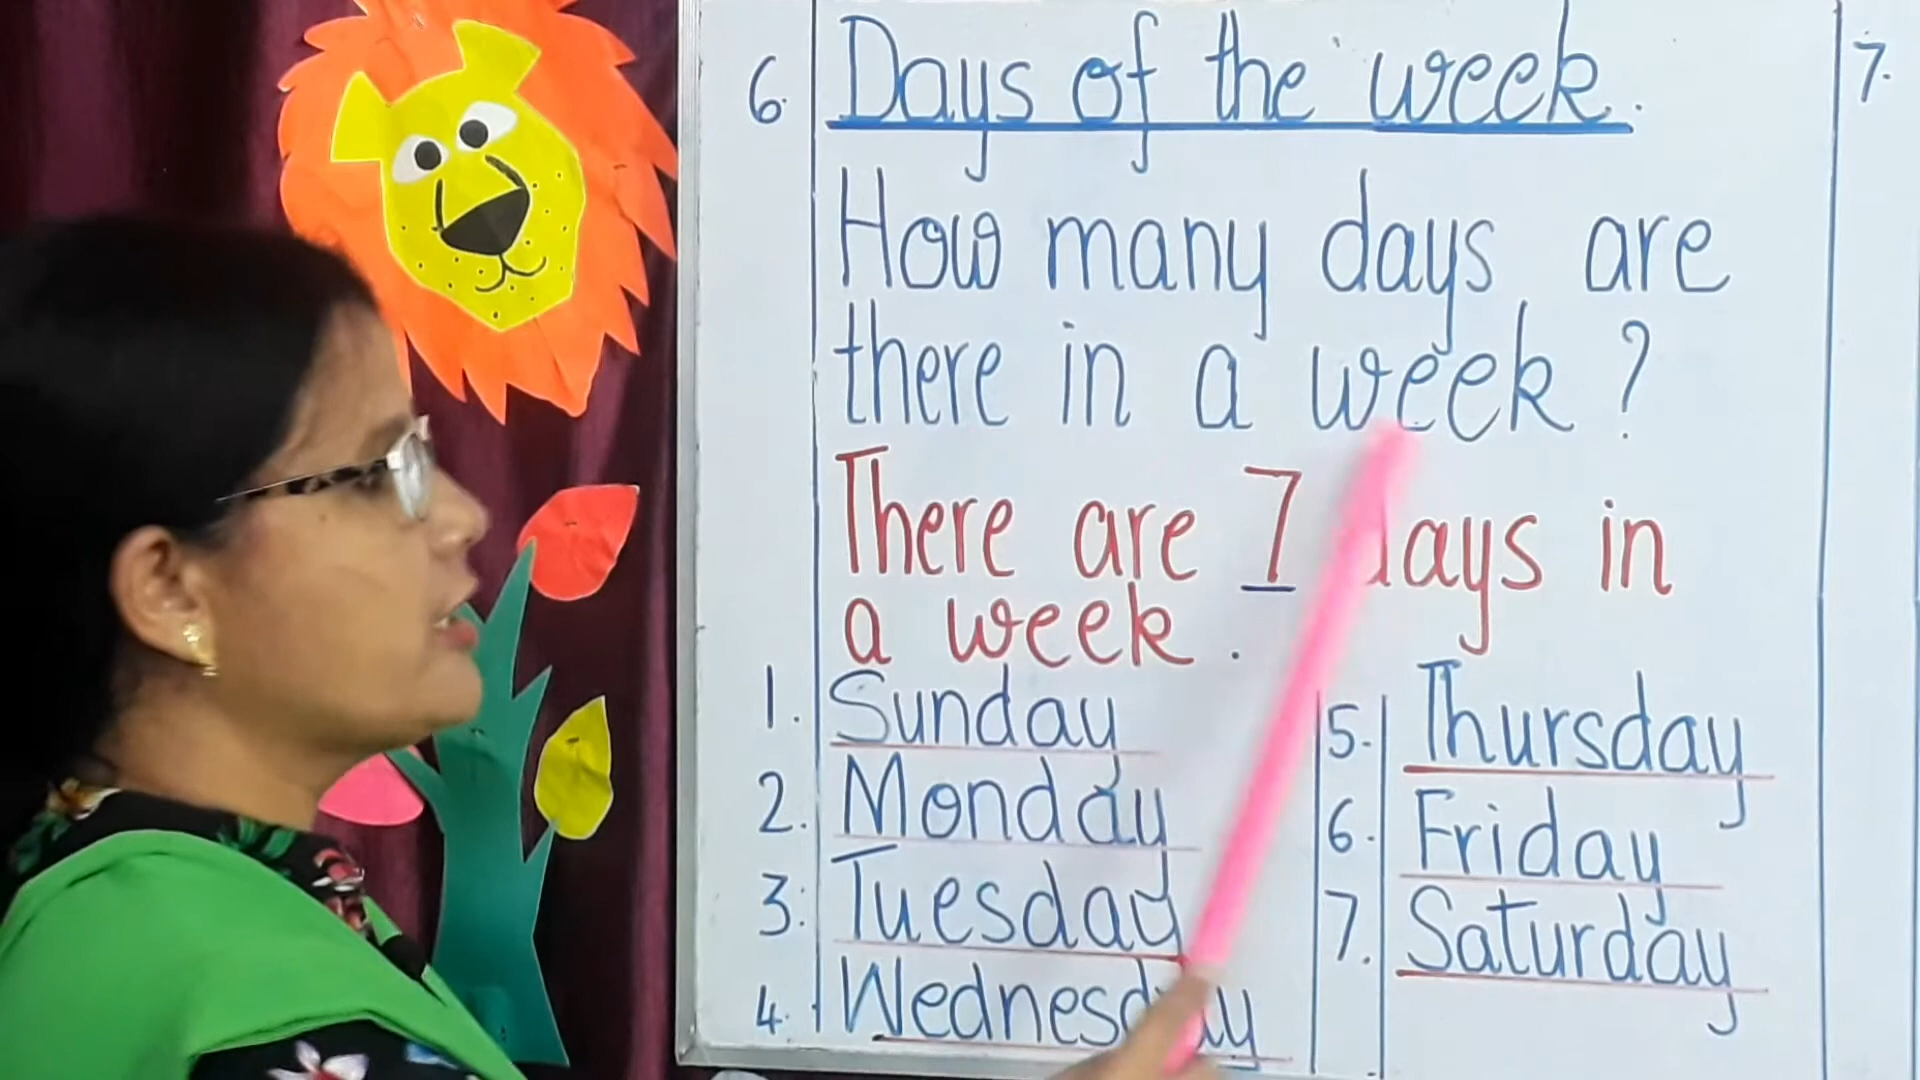 6. Days of the week.
7.
How many days are
there in a week ?
There are 7 days in
a week.
1. Sunday
2. Monday
3. Tuesday
4. Wednesday
5. Thursday
6. Friday
7. Saturday